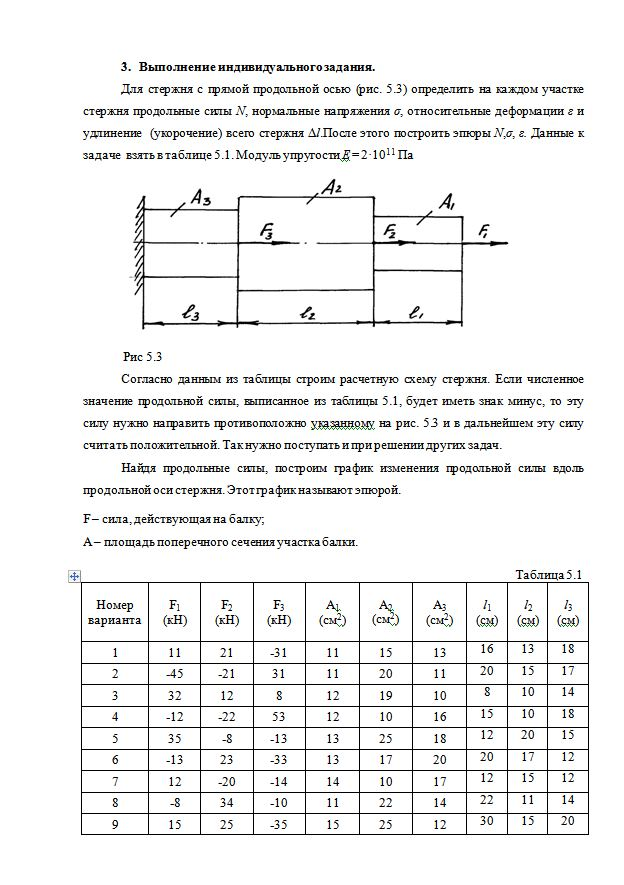 3. Выполнение индивидуального задания.
Для стержня с прямой продольной осью (рис. 5.3) определить на каждом участке
стержня продольные силы N, нормальные напряжения σ, относительные деформации ε и
удлинение (укорочение) всего стержня Δl.После этого построить эпюры N,σ, ε. Данные к
задаче взять в таблице 5.1. Модуль упругости E = 2·10¹¹ Па
A₃ A₂ A₁
F₃ F₂ F₁
l₃ l₂ l₁
Рис 5.3
Согласно данным из таблицы строим расчетную схему стержня. Если численное
значение продольной силы, выписанное из таблицы 5.1, будет иметь знак минус, то эту
силу нужно направить противоположно указанному на рис. 5.3 и в дальнейшем эту силу
считать положительной. Так нужно поступать и при решении других задач.
Найдя продольные силы, построим график изменения продольной силы вдоль
продольной оси стержня. Этот график называют эпюрой.
F – сила, действующая на балку;
A – площадь поперечного сечения участка балки.
Таблица 5.1
Номер варианта F₁ (кН) F₂ (кН) F₃ (кН) A₁ (см²) A₂ (см²) A₃ (см²) l₁ (см) l₂ (см) l₃ (см)
1 11 21 -31 11 15 13 16 13 18
2 -45 -21 31 11 20 11 20 15 17
3 32 12 8 12 19 10 8 10 14
4 -12 -22 53 12 10 16 15 10 18
5 35 -8 -13 13 25 18 12 20 15
6 -13 23 -33 13 17 20 20 17 12
7 12 -20 -14 14 10 17 12 15 12
8 -8 34 -10 11 22 14 22 11 14
9 15 25 -35 15 25 12 30 15 20